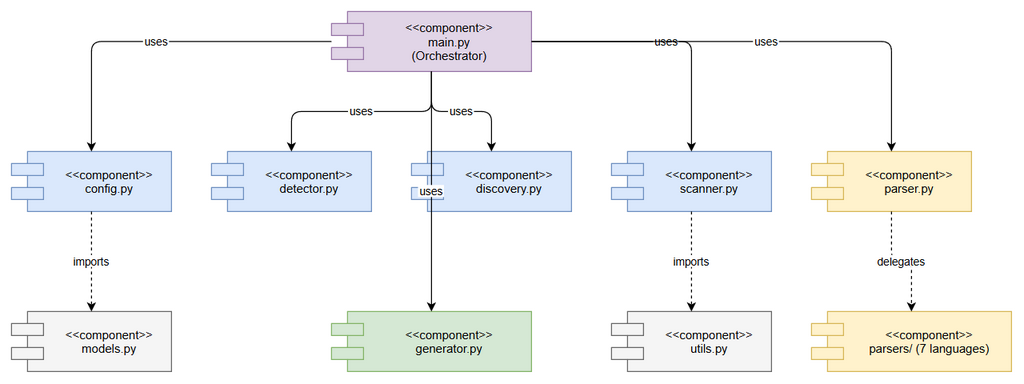 <<component>>
main.py
(Orchestrator)
uses
uses
uses
uses
uses
<<component>>
config.py
<<component>>
detector.py
<<component>>
discovery.py
uses
<<component>>
scanner.py
<<component>>
parser.py
imports
imports
delegates
<<component>>
models.py
<<component>>
generator.py
<<component>>
utils.py
<<component>>
parsers/ (7 languages)